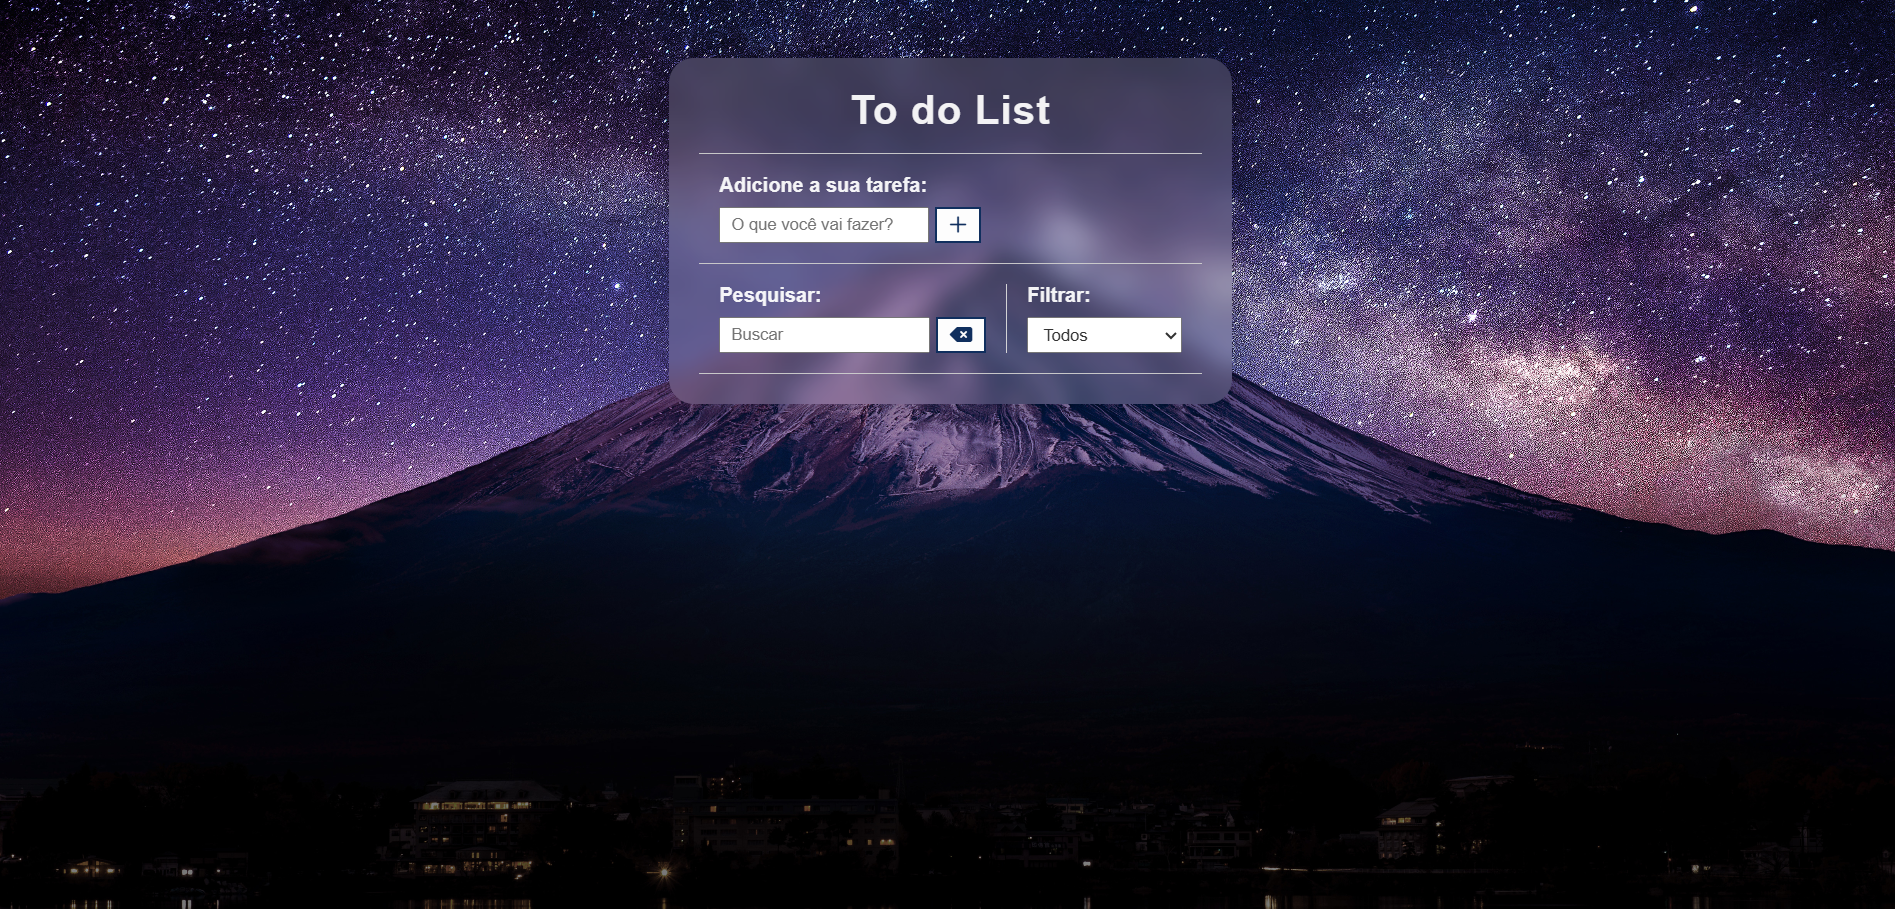 To do List
Adicione a sua tarefa:
O que você vai fazer?
Pesquisar:
Buscar
Filtrar:
Todos